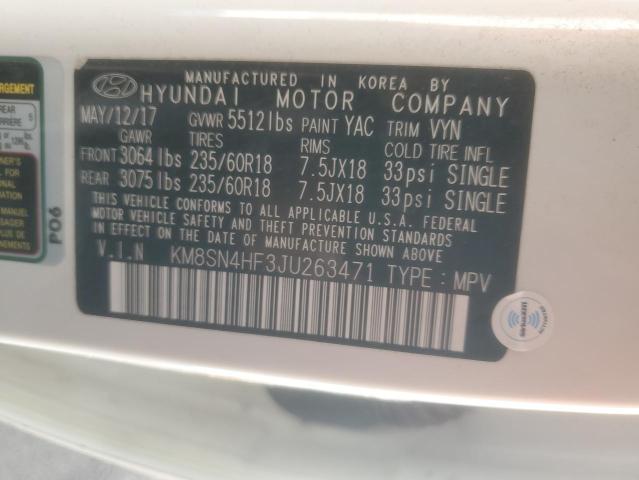 MANUFACTURED IN KOREA BY
HYUNDAI MOTOR COMPANY
MAY/12/17 GVWR 5512lbs PAINT YAC TRIM VYN
GAWR TIRES RIMS COLD TIRE INFL
FRONT 3064lbs 235/60R18 7.5JX18 33psi SINGLE
REAR 3075lbs 235/60R18 7.5JX18 33psi SINGLE
THIS VEHICLE CONFORMS TO ALL APPLICABLE U.S.A. FEDERAL
MOTOR VEHICLE SAFETY AND THEFT PREVENTION STANDARDS
IN EFFECT ON THE DATE OF MANUFACTURE SHOWN ABOVE
V.I.N KM8SN4HF3JU263471 TYPE : MPV
PO6
REAR
MANUEL